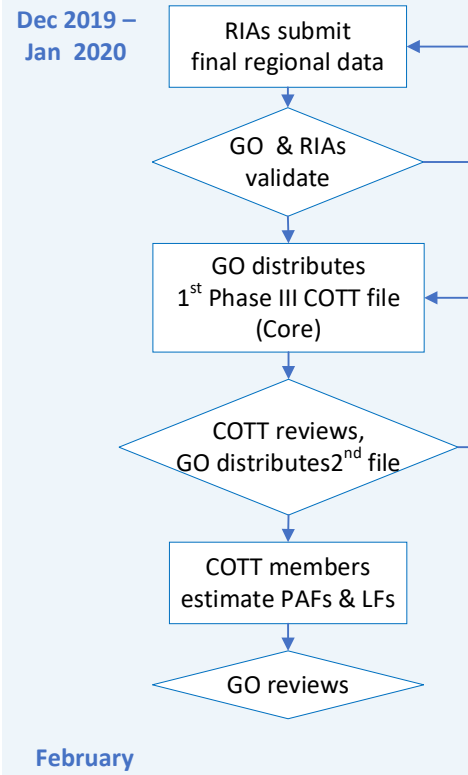 Dec 2019 –
Jan 2020
RIAs submit
final regional data
GO & RIAs
validate
GO distributes
1st Phase III COTT file
(Core)
COTT reviews,
GO distributes2nd file
COTT members
estimate PAFs & LFs
GO reviews
February